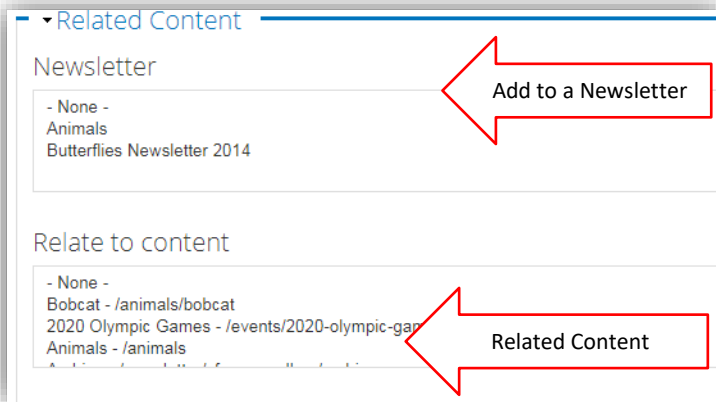 Related Content
Newsletter
Add to a Newsletter
- None -
Animals
Butterflies Newsletter 2014
Relate to content
- None -
Bobcat - /animals/bobcat
2020 Olympic Games - /events/2020-olympic-gam
Animals - /animals
Related Content